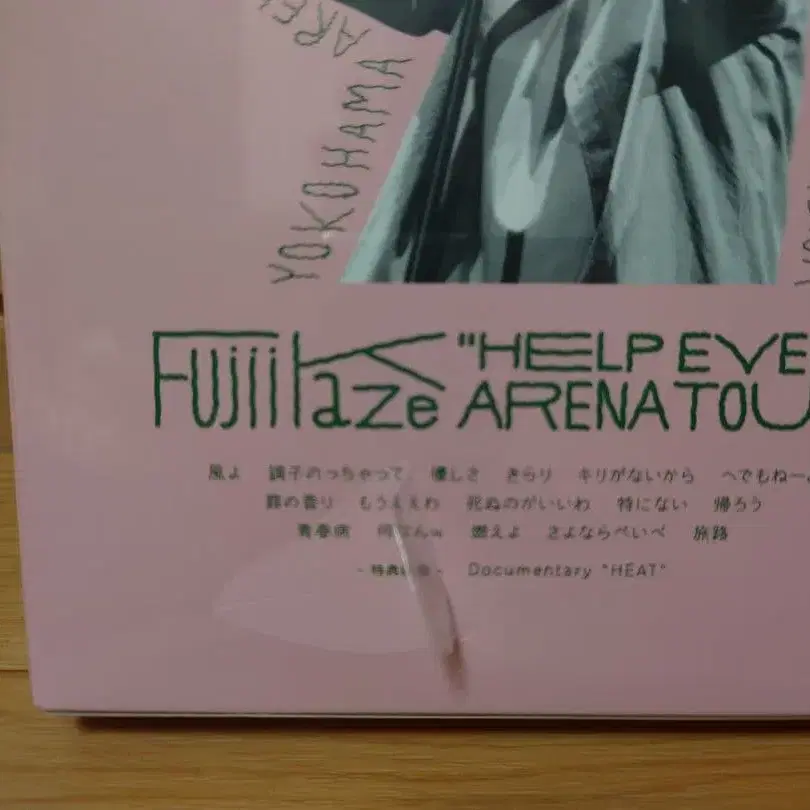 ARE
YOKOHAMA
Fujii Kaze "HELP EVE
ARENA TOU
風よ 調子のっちゃって 優しさ きらり キリがないから へでもねーよ
罪の香り もうええわ 死ぬのがいいわ 特にない 帰ろう
青春病 何なんw 燃えよ さよならべいべ 旅路
- 特典映像 - Documentary "HEAT"